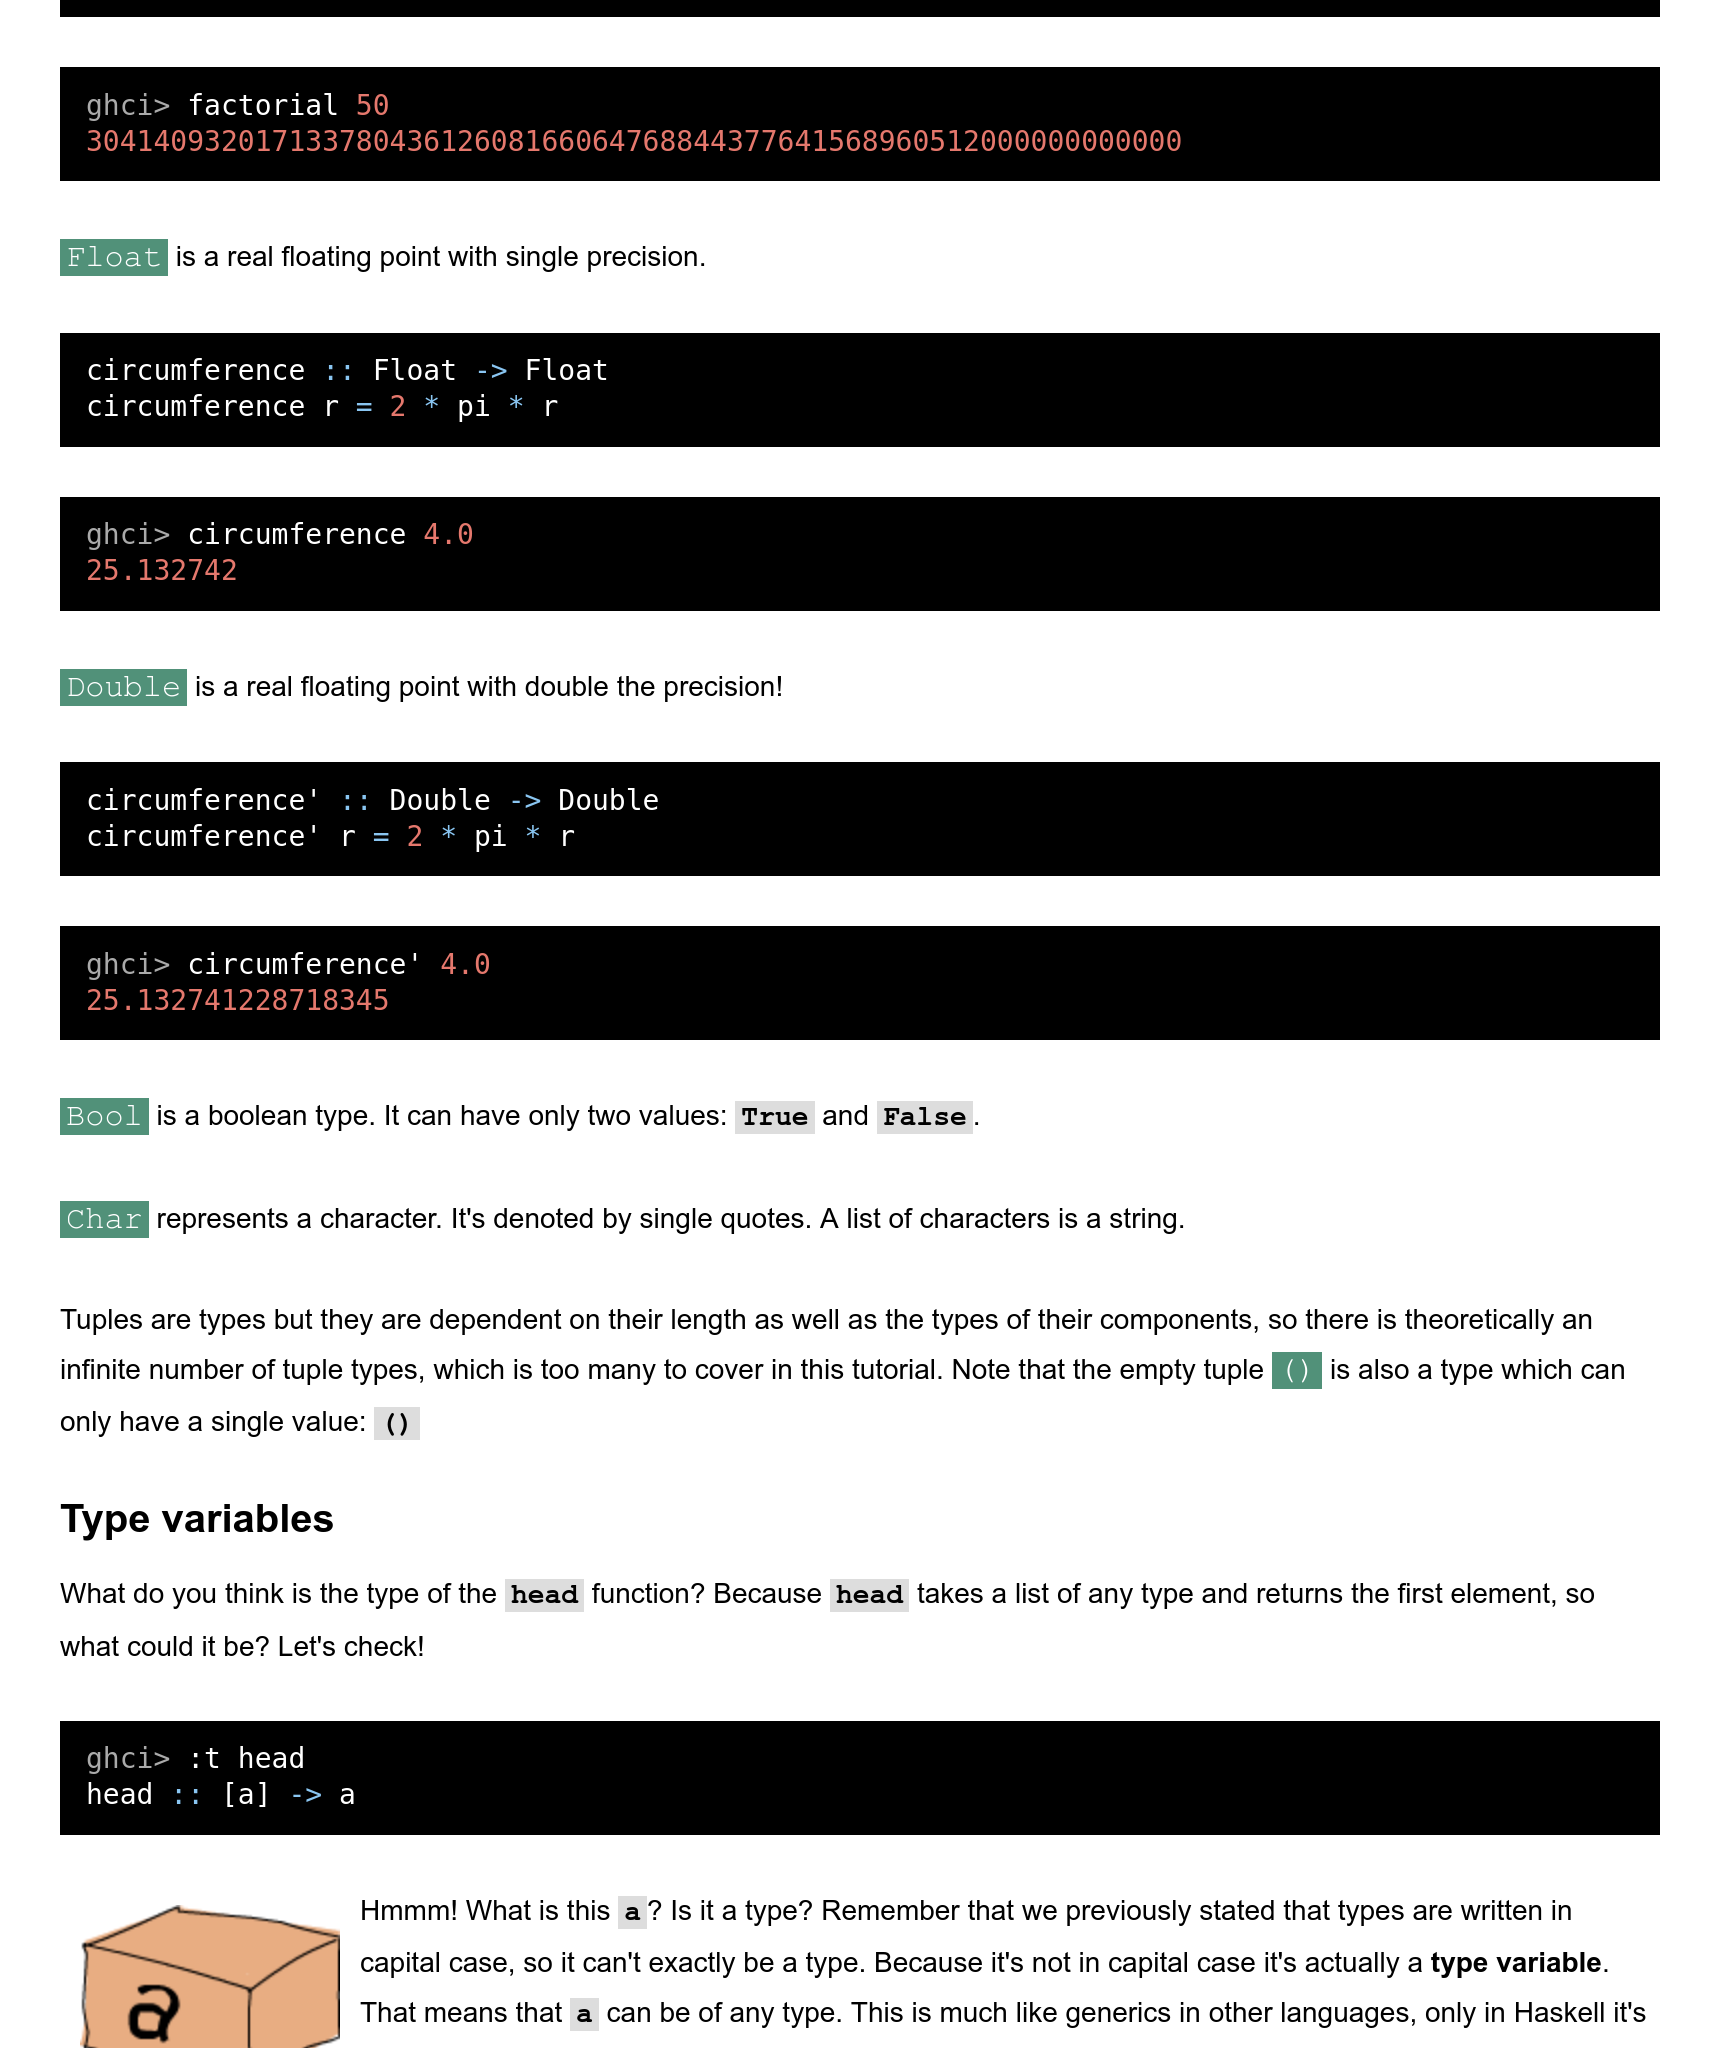 ghci> factorial 50
30414093201713378043612608166064768844377641568960512000000000000
Float is a real floating point with single precision.
circumference :: Float -> Float
circumference r = 2 * pi * r
ghci> circumference 4.0
25.132742
Double is a real floating point with double the precision!
circumference' :: Double -> Double
circumference' r = 2 * pi * r
ghci> circumference' 4.0
25.132741228718345
Bool is a boolean type. It can have only two values: True and False.
Char represents a character. It's denoted by single quotes. A list of characters is a string.
Tuples are types but they are dependent on their length as well as the types of their components, so there is theoretically an
infinite number of tuple types, which is too many to cover in this tutorial. Note that the empty tuple () is also a type which can
only have a single value: ()
Type variables
What do you think is the type of the head function? Because head takes a list of any type and returns the first element, so
what could it be? Let's check!
ghci> :t head
head :: [a] -> a
Hmmm! What is this a? Is it a type? Remember that we previously stated that types are written in
capital case, so it can't exactly be a type. Because it's not in capital case it's actually a type variable.
That means that a can be of any type. This is much like generics in other languages, only in Haskell it's
a